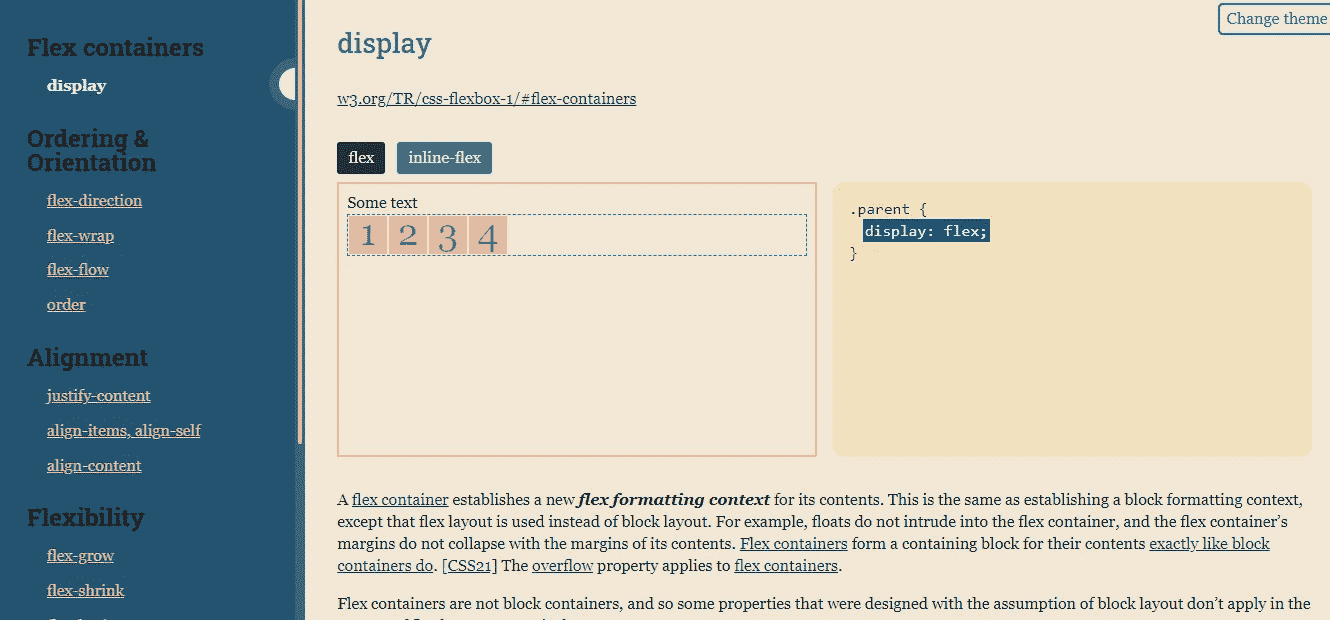 Flex containers
display
Ordering &
Orientation
flex-direction
flex-wrap
flex-flow
order
Alignment
justify-content
align-items, align-self
align-content
Flexibility
flex-grow
flex-shrink
Change theme
display
w3.org/TR/css-flexbox-1/#flex-containers
flex
inline-flex
Some text
1 2 3 4
.parent {
display: flex;
}
A flex container establishes a new flex formatting context for its contents. This is the same as establishing a block formatting context,
except that flex layout is used instead of block layout. For example, floats do not intrude into the flex container, and the flex container’s
margins do not collapse with the margins of its contents. Flex containers form a containing block for their contents exactly like block
containers do. [CSS21] The overflow property applies to flex containers.
Flex containers are not block containers, and so some properties that were designed with the assumption of block layout don’t apply in the